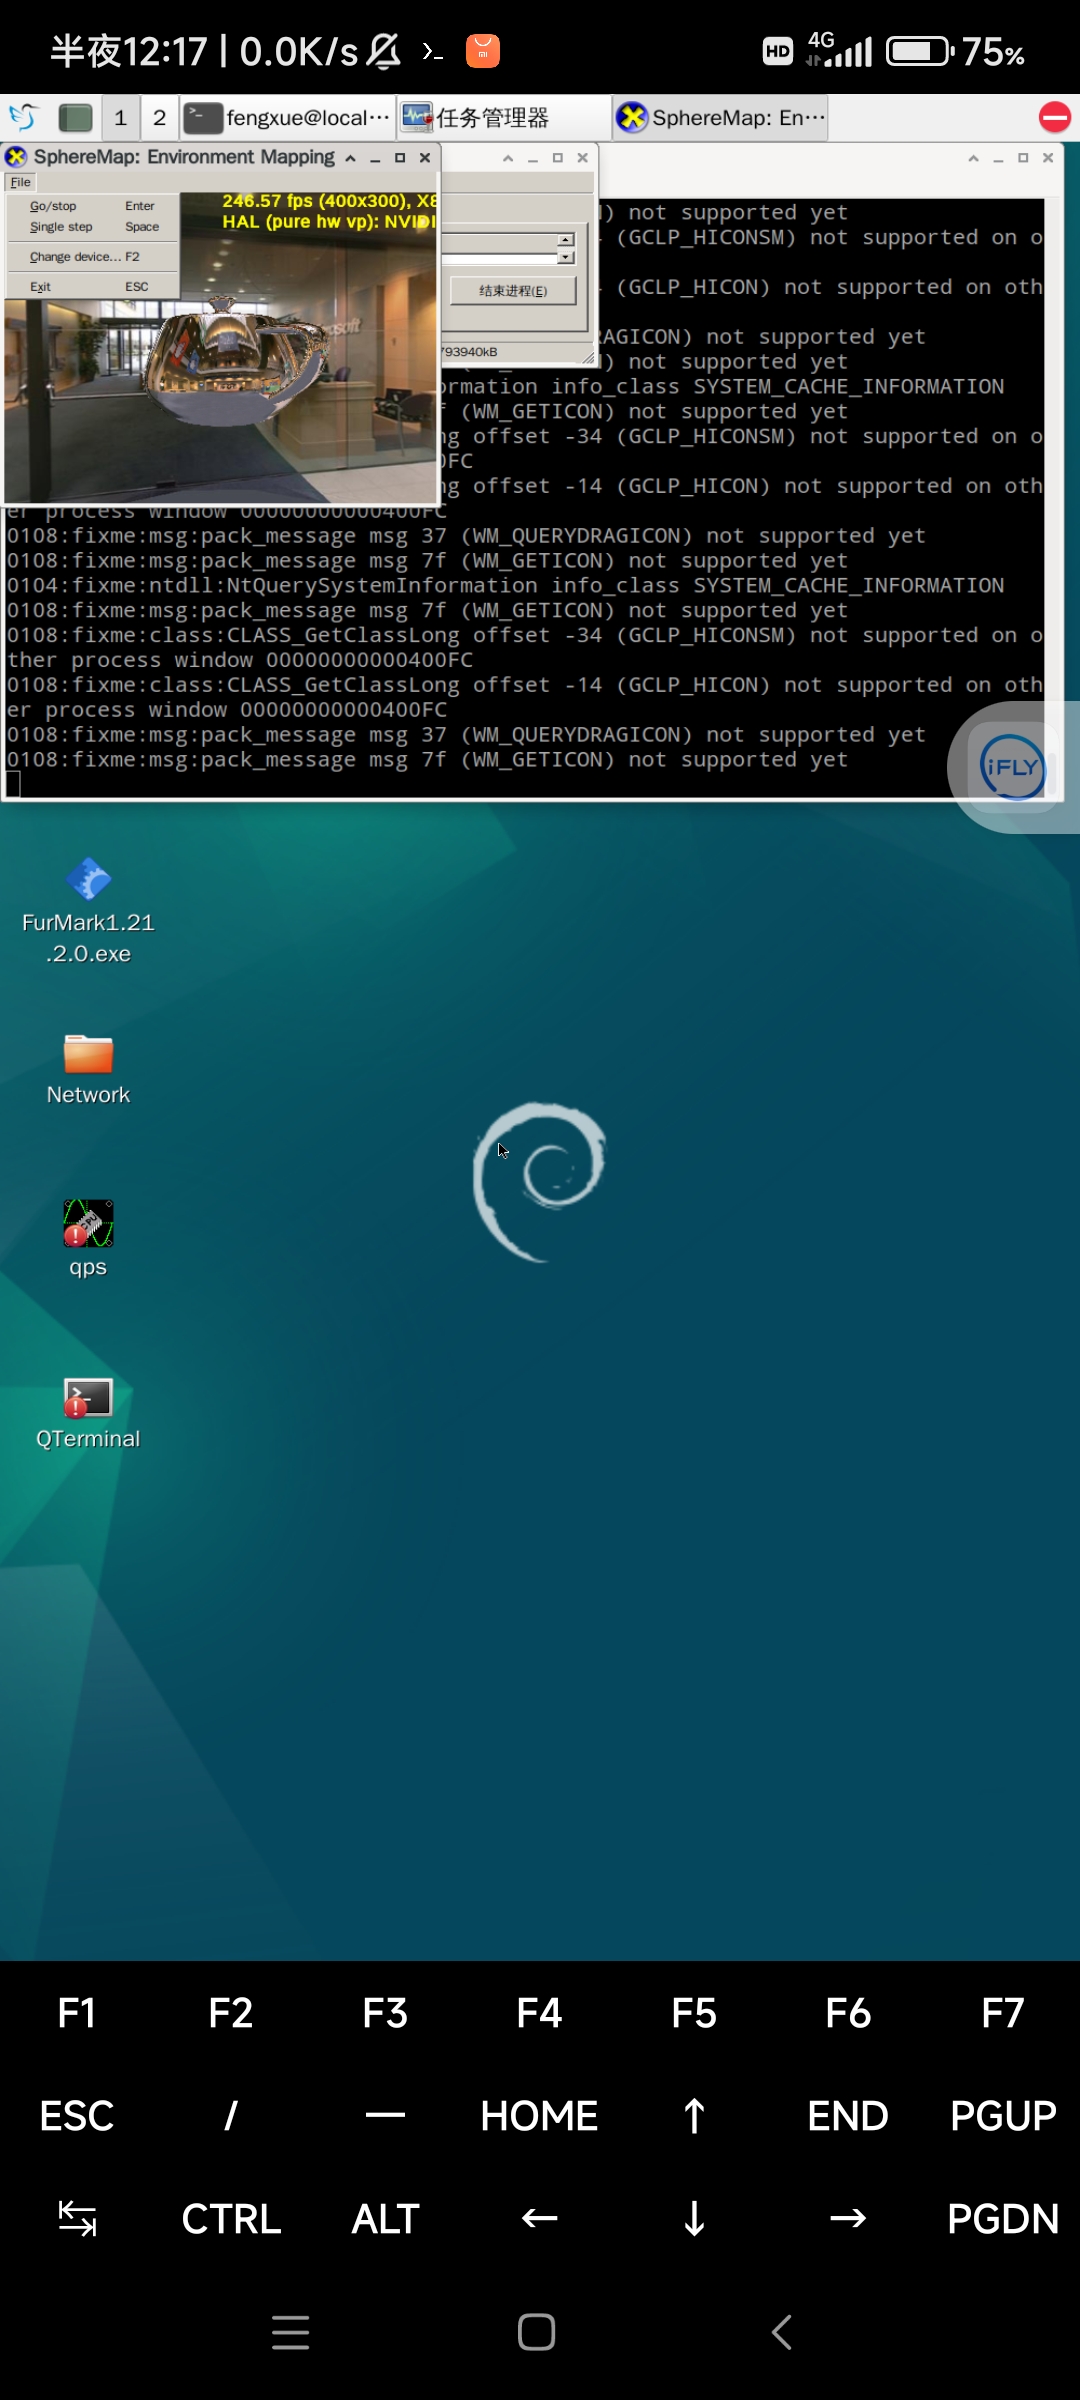 半夜12:17 | 0.0K/s
HD 4G 75%
1 2 fengxue@local⋯ 任务管理器 SphereMap: En⋯
SphereMap: Environment Mapping
File
Go/stop Enter
Single step Space
Change device... F2
Exit ESC
246.57 fps (400x300), X8
HAL (pure hw vp): NVIDI
结束进程(E)
793940kB
) not supported yet
(GCLP_HICONSM) not supported on o
(GCLP_HICON) not supported on oth
RAGICON) not supported yet
) not supported yet
rmation info_class SYSTEM_CACHE_INFORMATION
f (WM_GETICON) not supported yet
ng offset -34 (GCLP_HICONSM) not supported on o
0FC
ng offset -14 (GCLP_HICON) not supported on oth
er process window 00000000000400FC
0108:fixme:msg:pack_message msg 37 (WM_QUERYDRAGICON) not supported yet
0108:fixme:msg:pack_message msg 7f (WM_GETICON) not supported yet
0104:fixme:ntdll:NtQuerySystemInformation info_class SYSTEM_CACHE_INFORMATION
0108:fixme:msg:pack_message msg 7f (WM_GETICON) not supported yet
0108:fixme:class:CLASS_GetClassLong offset -34 (GCLP_HICONSM) not supported on o
ther process window 00000000000400FC
0108:fixme:class:CLASS_GetClassLong offset -14 (GCLP_HICON) not supported on oth
er process window 00000000000400FC
0108:fixme:msg:pack_message msg 37 (WM_QUERYDRAGICON) not supported yet
0108:fixme:msg:pack_message msg 7f (WM_GETICON) not supported yet
iFLY
FurMark1.21
.2.0.exe
Network
qps
QTerminal
F1 F2 F3 F4 F5 F6 F7
ESC / — HOME ↑ END PGUP
↹ CTRL ALT ← ↓ → PGDN